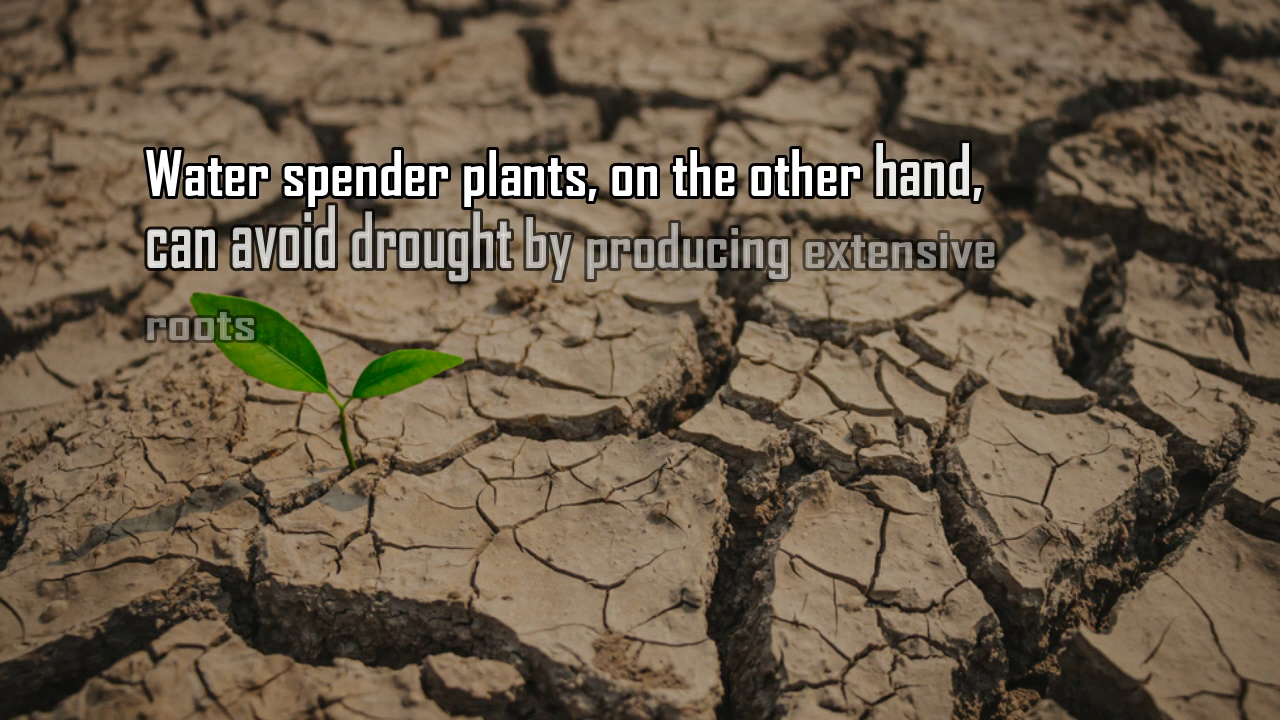 Water spender plants, on the other hand,
can avoid drought by producing extensive
roots